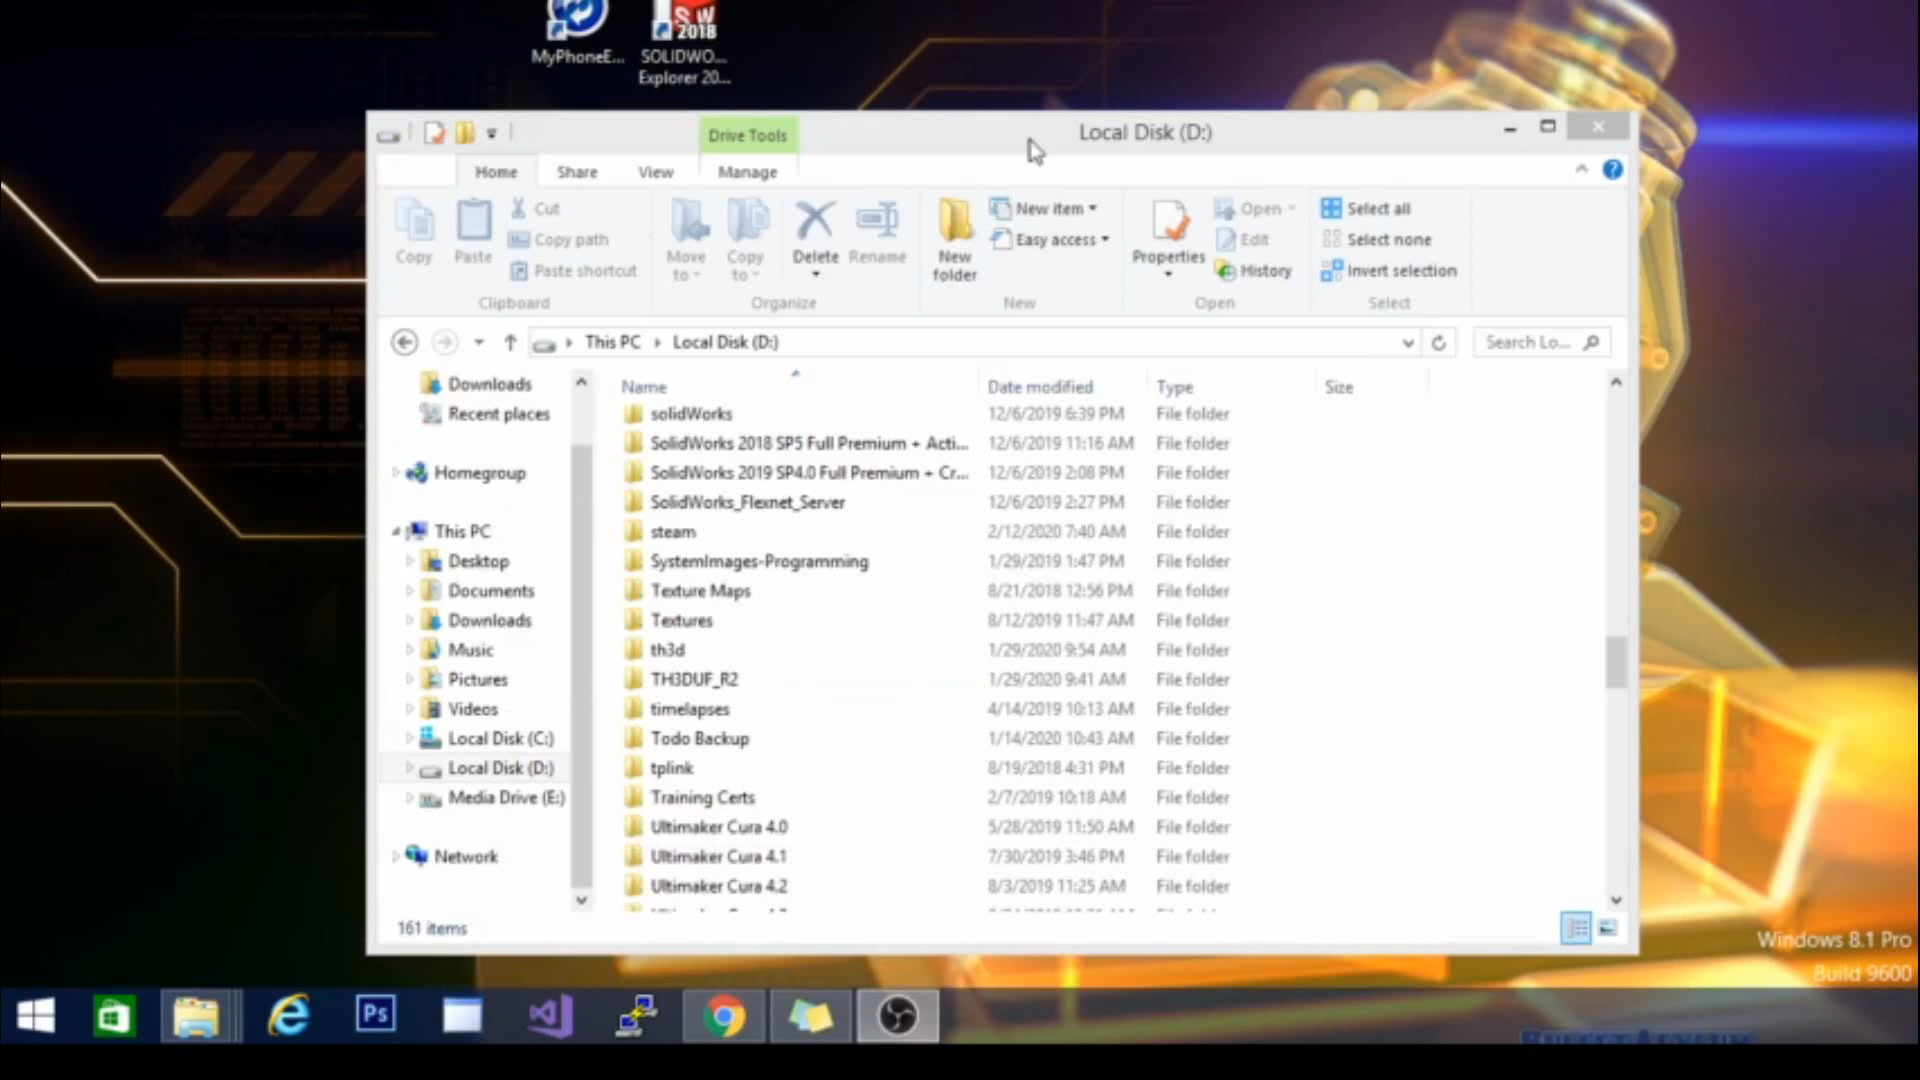 MyPhoneE...
SW
2018
SOLIDWO...
Explorer 20...
Drive Tools
Local Disk (D:)
Home
Share
View
Manage
?
Copy
Paste
Cut
Copy path
Paste shortcut
Clipboard
Move
to
Copy
to
Delete
Rename
Organize
New
folder
New item
Easy access
New
Properties
Open
Edit
History
Open
Select all
Select none
Invert selection
Select
This PC
Local Disk (D:)
Search Lo...
Downloads
Recent places
Homegroup
This PC
Desktop
Documents
Downloads
Music
Pictures
Videos
Local Disk (C:)
Local Disk (D:)
Media Drive (E:)
Network
Name Date modified Type Size
solidWorks 12/6/2019 6:39 PM File folder
SolidWorks 2018 SP5 Full Premium + Acti... 12/6/2019 11:16 AM File folder
SolidWorks 2019 SP4.0 Full Premium + Cr... 12/6/2019 2:08 PM File folder
SolidWorks_Flexnet_Server 12/6/2019 2:27 PM File folder
steam 2/12/2020 7:40 AM File folder
SystemImages-Programming 1/29/2019 1:47 PM File folder
Texture Maps 8/21/2018 12:56 PM File folder
Textures 8/12/2019 11:47 AM File folder
th3d 1/29/2020 9:54 AM File folder
TH3DUF_R2 1/29/2020 9:41 AM File folder
timelapses 4/14/2019 10:13 AM File folder
Todo Backup 1/14/2020 10:43 AM File folder
tplink 8/19/2018 4:31 PM File folder
Training Certs 2/7/2019 10:18 AM File folder
Ultimaker Cura 4.0 5/28/2019 11:50 AM File folder
Ultimaker Cura 4.1 7/30/2019 3:46 PM File folder
Ultimaker Cura 4.2 8/3/2019 11:25 AM File folder
161 items
Windows 8.1 Pro
Build 9600
Ps